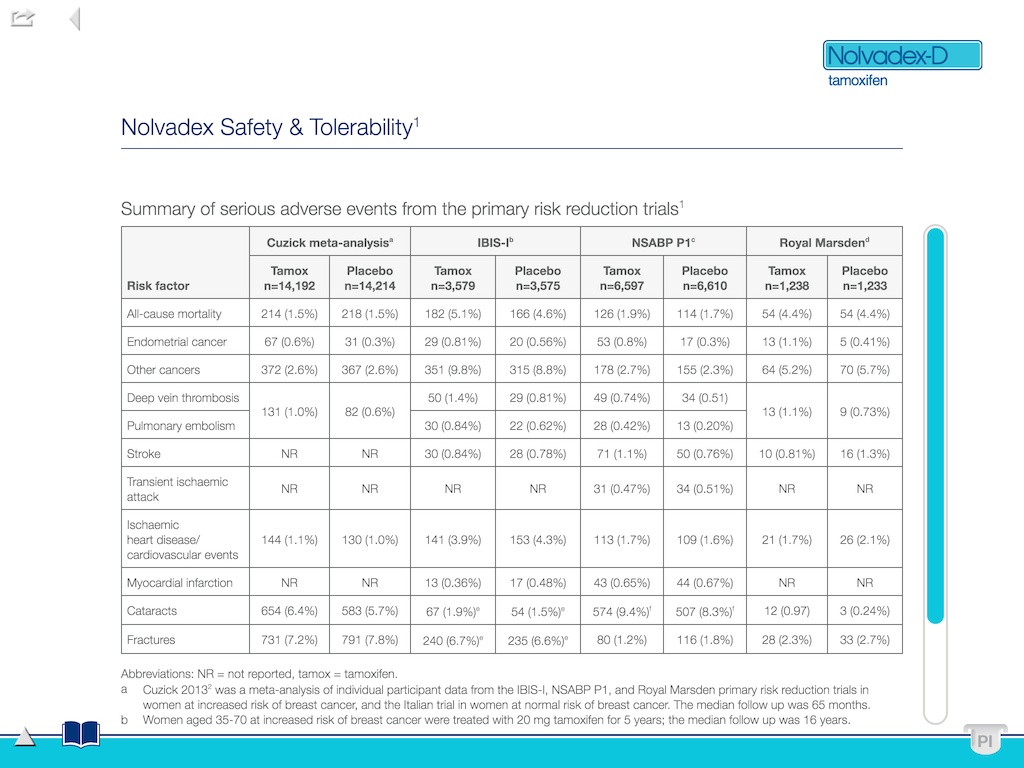 Nolvadex-D
tamoxifen
Nolvadex Safety & Tolerability1
Summary of serious adverse events from the primary risk reduction trials1
Risk factor Cuzick meta-analysisa IBIS-Ib NSABP P1c Royal Marsdend
Tamox n=14,192 Placebo n=14,214 Tamox n=3,579 Placebo n=3,575 Tamox n=6,597 Placebo n=6,610 Tamox n=1,238 Placebo n=1,233
All-cause mortality 214 (1.5%) 218 (1.5%) 182 (5.1%) 166 (4.6%) 126 (1.9%) 114 (1.7%) 54 (4.4%) 54 (4.4%)
Endometrial cancer 67 (0.6%) 31 (0.3%) 29 (0.81%) 20 (0.56%) 53 (0.8%) 17 (0.3%) 13 (1.1%) 5 (0.41%)
Other cancers 372 (2.6%) 367 (2.6%) 351 (9.8%) 315 (8.8%) 178 (2.7%) 155 (2.3%) 64 (5.2%) 70 (5.7%)
Deep vein thrombosis 131 (1.0%) 82 (0.6%) 50 (1.4%) 29 (0.81%) 49 (0.74%) 34 (0.51) 13 (1.1%) 9 (0.73%)
Pulmonary embolism 30 (0.84%) 22 (0.62%) 28 (0.42%) 13 (0.20%)
Stroke NR NR 30 (0.84%) 28 (0.78%) 71 (1.1%) 50 (0.76%) 10 (0.81%) 16 (1.3%)
Transient ischaemic attack NR NR NR NR 31 (0.47%) 34 (0.51%) NR NR
Ischaemic heart disease/ cardiovascular events 144 (1.1%) 130 (1.0%) 141 (3.9%) 153 (4.3%) 113 (1.7%) 109 (1.6%) 21 (1.7%) 26 (2.1%)
Myocardial infarction NR NR 13 (0.36%) 17 (0.48%) 43 (0.65%) 44 (0.67%) NR NR
Cataracts 654 (6.4%) 583 (5.7%) 67 (1.9%)e 54 (1.5%)e 574 (9.4%)f 507 (8.3%)f 12 (0.97) 3 (0.24%)
Fractures 731 (7.2%) 791 (7.8%) 240 (6.7%)e 235 (6.6%)e 80 (1.2%) 116 (1.8%) 28 (2.3%) 33 (2.7%)
Abbreviations: NR = not reported, tamox = tamoxifen.
a Cuzick 20132 was a meta-analysis of individual participant data from the IBIS-I, NSABP P1, and Royal Marsden primary risk reduction trials in
women at increased risk of breast cancer, and the Italian trial in women at normal risk of breast cancer. The median follow up was 65 months.
b Women aged 35-70 at increased risk of breast cancer were treated with 20 mg tamoxifen for 5 years; the median follow up was 16 years.
PI